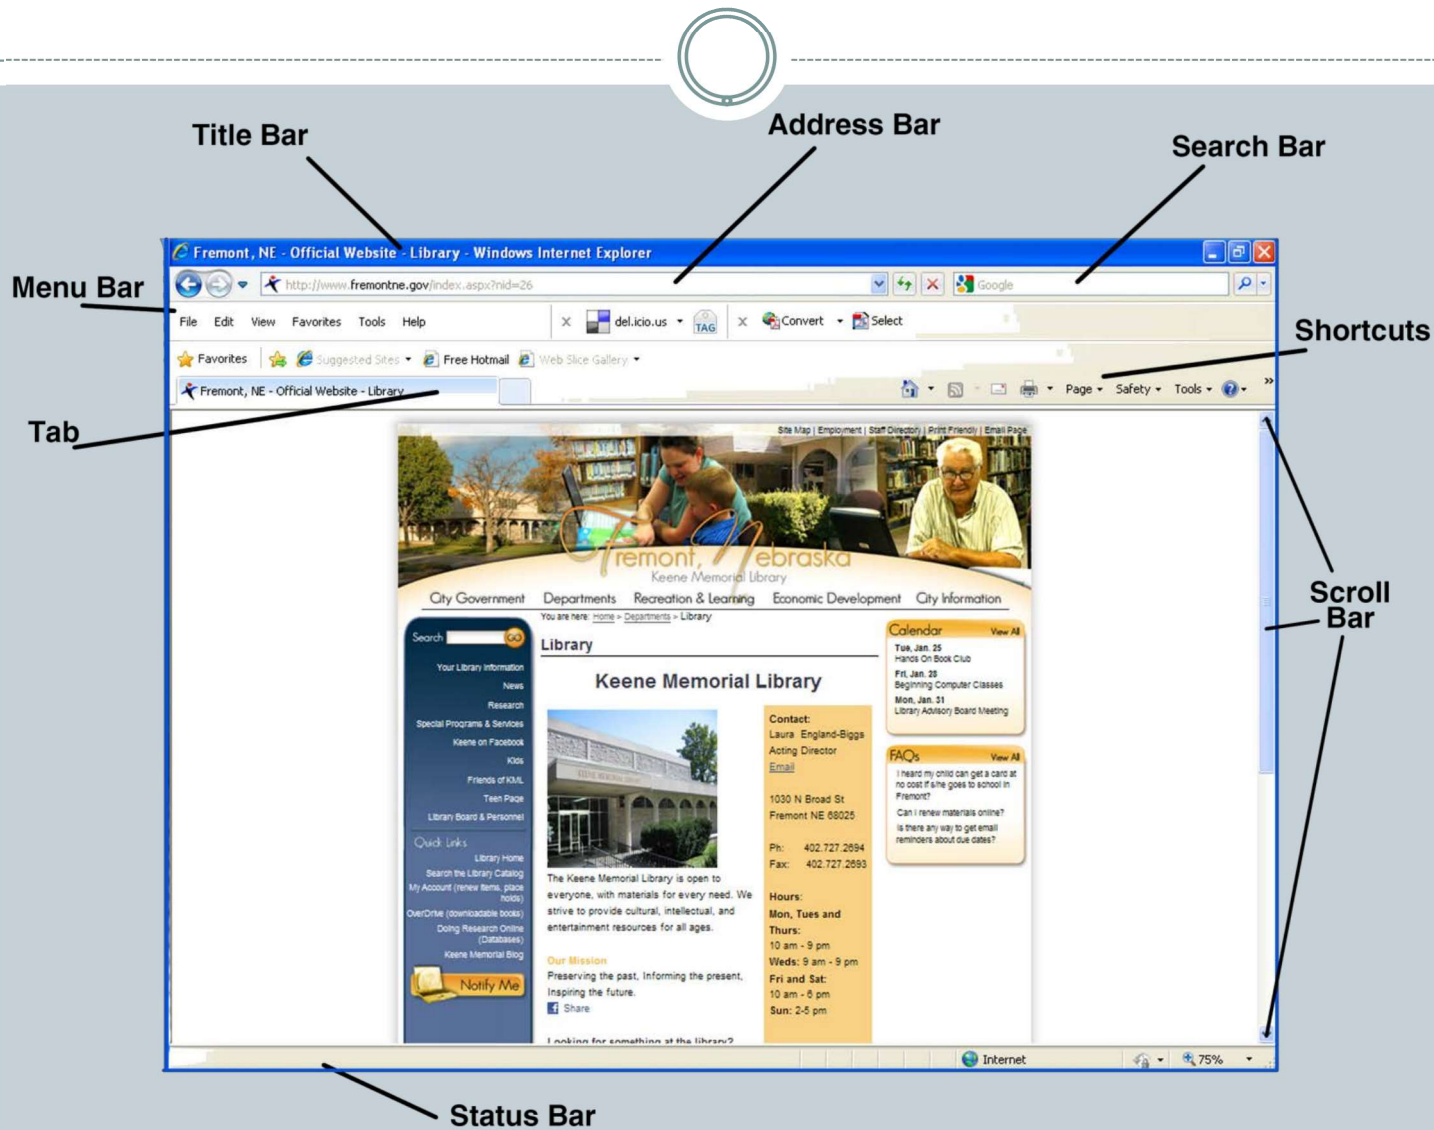 Title Bar
Address Bar
Search Bar
Menu Bar
Shortcuts
Tab
Scroll
Bar
Status Bar
Fremont, NE - Official Website - Library - Windows Internet Explorer
http://www.fremontne.gov/index.aspx?nid=26
Google
File Edit View Favorites Tools Help
x del.icio.us TAG x Convert Select
Favorites Suggested Sites Free Hotmail Web Slice Gallery
Fremont, NE - Official Website - Library
Page Safety Tools »
Site Map | Employment | Staff Directory | Print Friendly | Email Page
Fremont, Nebraska
Keene Memorial Library
City Government Departments Recreation & Learning Economic Development City Information
You are here: Home > Departments > Library
Search GO
Your Library Information
News
Research
Special Programs & Services
Keene on Facebook
Kids
Friends of KML
Teen Page
Library Board & Personnel
Quick Links
Library Home
Search the Library Catalog
My Account (renew items, place
holds)
OverDrive (downloadable books)
Doing Research Online
(Databases)
Keene Memorial Blog
Notify Me
Library
Keene Memorial Library
KEENE MEMORIAL LIBRARY
The Keene Memorial Library is open to
everyone, with materials for every need. We
strive to provide cultural, intellectual, and
entertainment resources for all ages.
Our Mission
Preserving the past, Informing the present,
Inspiring the future.
Share
Looking for something at the library?
Contact:
Laura England-Biggs
Acting Director
Email
1030 N Broad St
Fremont NE 68025
Ph: 402.727.2694
Fax: 402.727.2693
Hours:
Mon, Tues and
Thurs:
10 am - 9 pm
Weds: 9 am - 9 pm
Fri and Sat:
10 am - 6 pm
Sun: 2-5 pm
Calendar View All
Tue, Jan. 25
Hands On Book Club
Fri, Jan. 28
Beginning Computer Classes
Mon, Jan. 31
Library Advisory Board Meeting
FAQs View All
I heard my child can get a card at
no cost if s/he goes to school in
Fremont?
Can I renew materials online?
Is there any way to get email
reminders about due dates?
Internet
75%